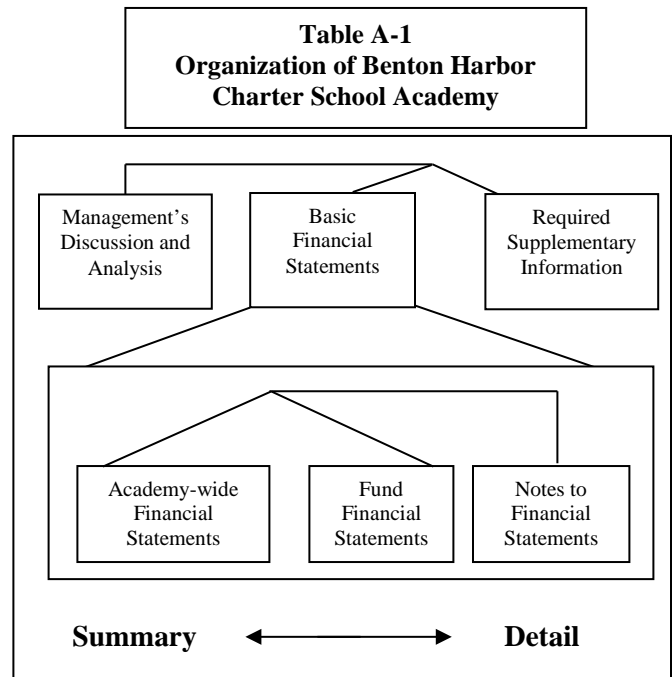 Table A-1
Organization of Benton Harbor
Charter School Academy
Management’s
Discussion and
Analysis
Basic
Financial
Statements
Required
Supplementary
Information
Academy-wide
Financial
Statements
Fund
Financial
Statements
Notes to
Financial
Statements
Summary
Detail